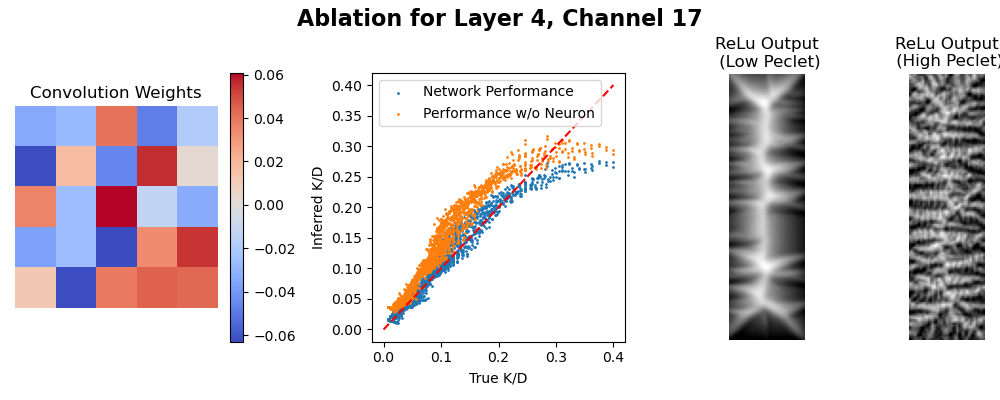 Ablation for Layer 4, Channel 17
Convolution Weights
0.06
0.04
0.02
0.00
−0.02
−0.04
−0.06
Network Performance
Performance w/o Neuron
Inferred K/D
0.40
0.35
0.30
0.25
0.20
0.15
0.10
0.05
0.00
0.0 0.1 0.2 0.3 0.4
True K/D
ReLu Output
(Low Peclet)
ReLu Output
(High Peclet)